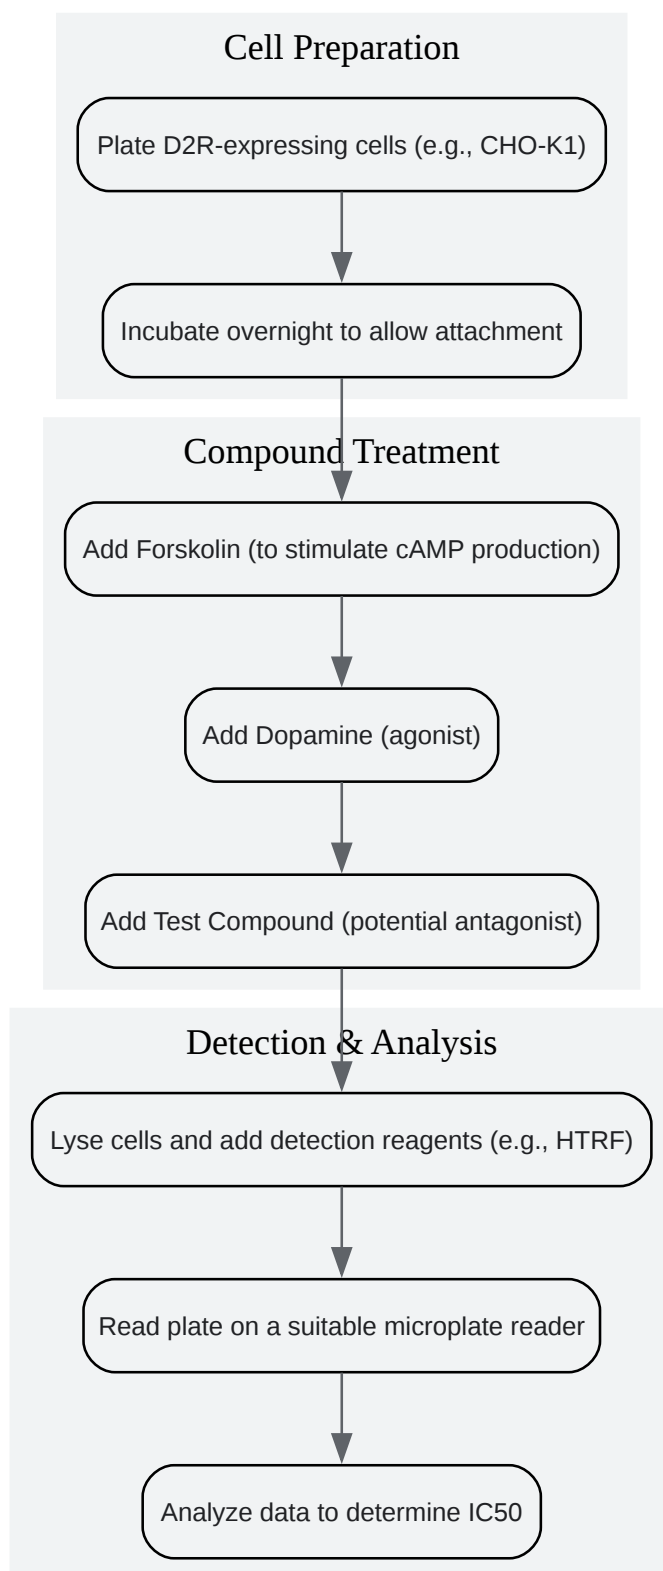 Cell Preparation
Plate D2R-expressing cells (e.g., CHO-K1)
Incubate overnight to allow attachment
Compound Treatment
Add Forskolin (to stimulate cAMP production)
Add Dopamine (agonist)
Add Test Compound (potential antagonist)
Detection & Analysis
Lyse cells and add detection reagents (e.g., HTRF)
Read plate on a suitable microplate reader
Analyze data to determine IC50